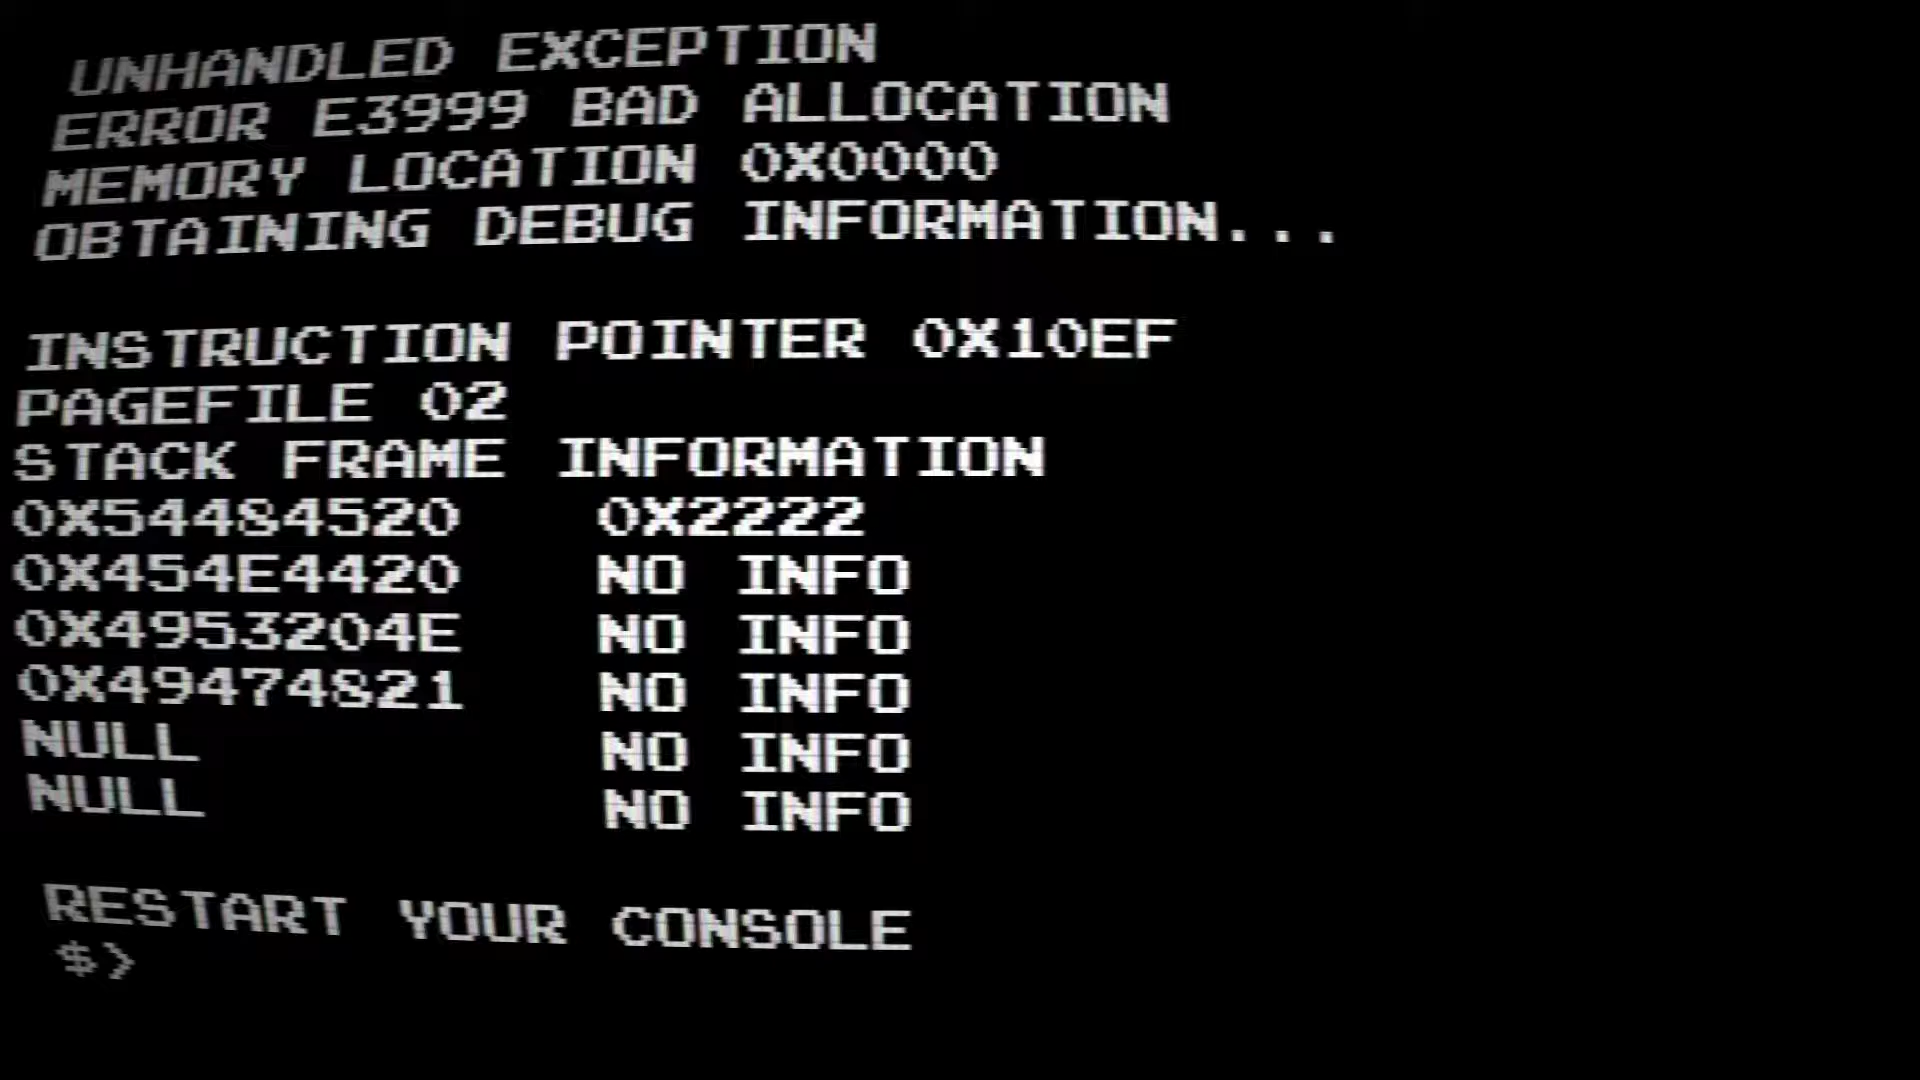 UNHANDLED EXCEPTION
ERROR E3999 BAD ALLOCATION
MEMORY LOCATION 0X0000
OBTAINING DEBUG INFORMATION...
INSTRUCTION POINTER 0X10EF
PAGEFILE 02
STACK FRAME INFORMATION
0X54484520 0X2222
0X454E4420 NO INFO
0X4953204E NO INFO
0X49474821 NO INFO
NULL NO INFO
NULL NO INFO
RESTART YOUR CONSOLE
$>